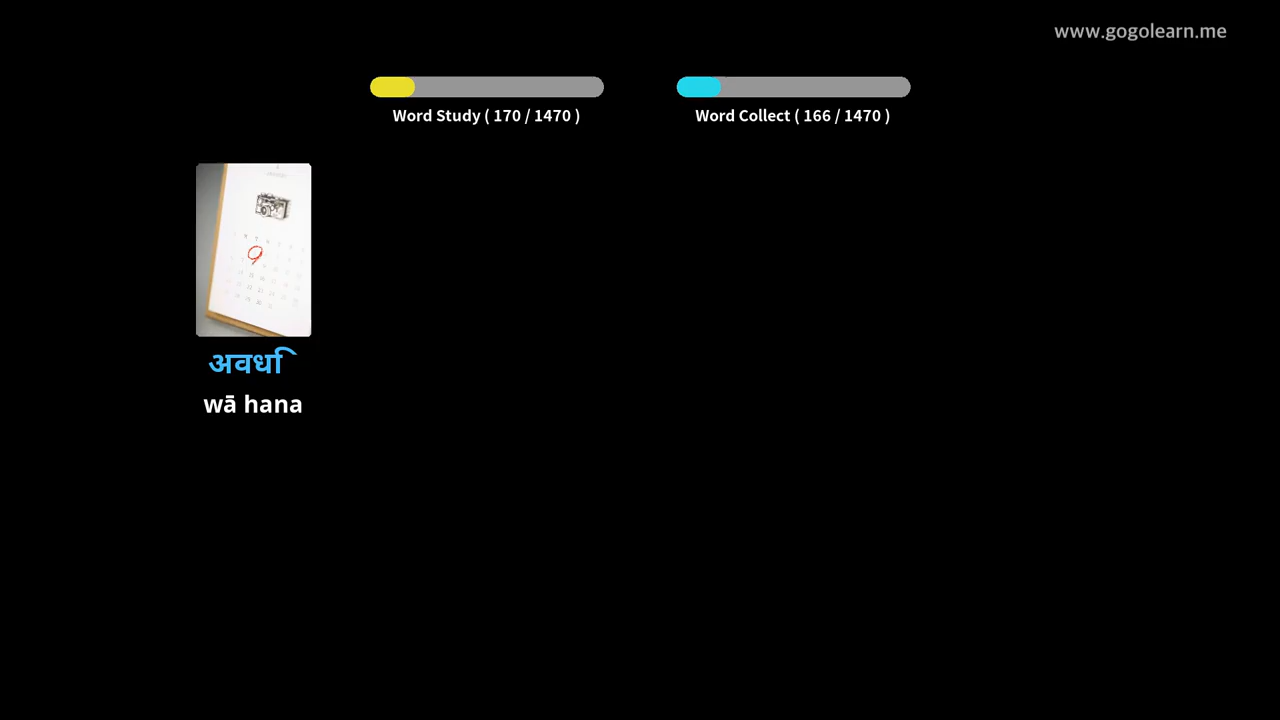 www.gogolearn.me
Word Study ( 170 / 1470 )
Word Collect ( 166 / 1470 )
अवधि
wā hana